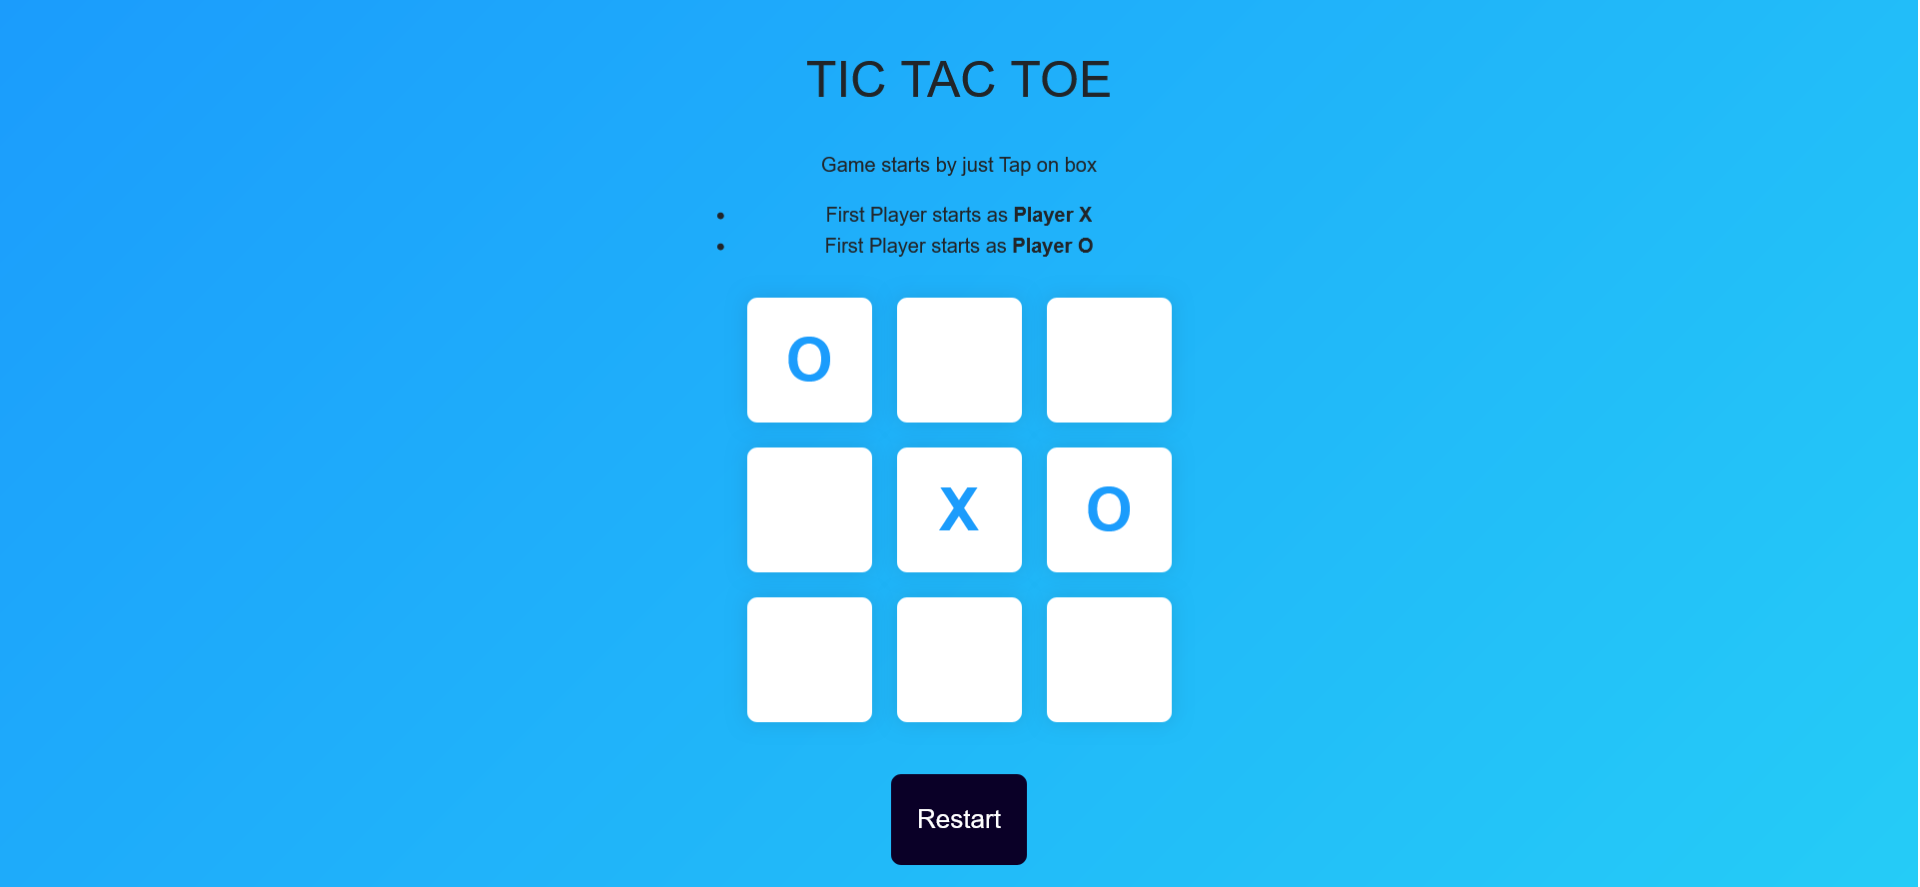 TIC TAC TOE
Game starts by just Tap on box
• First Player starts as Player X
• First Player starts as Player O
O
X O
Restart